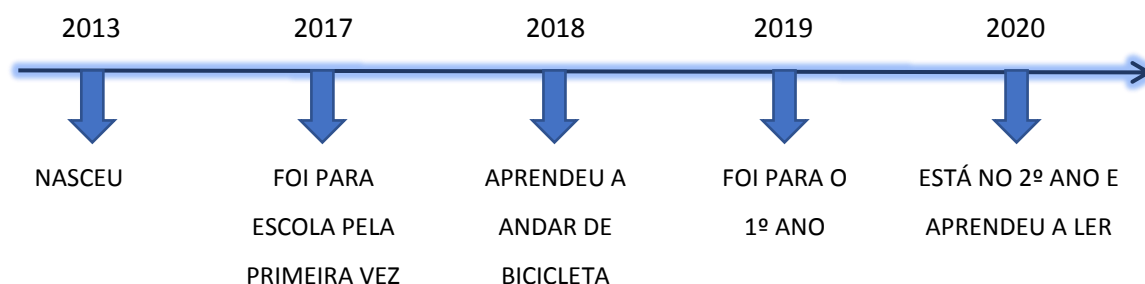 2013
2017
2018
2019
2020
NASCEU
FOI PARA
ESCOLA PELA
PRIMEIRA VEZ
APRENDEU A
ANDAR DE
BICICLETA
FOI PARA O
1º ANO
ESTÁ NO 2º ANO E
APRENDEU A LER